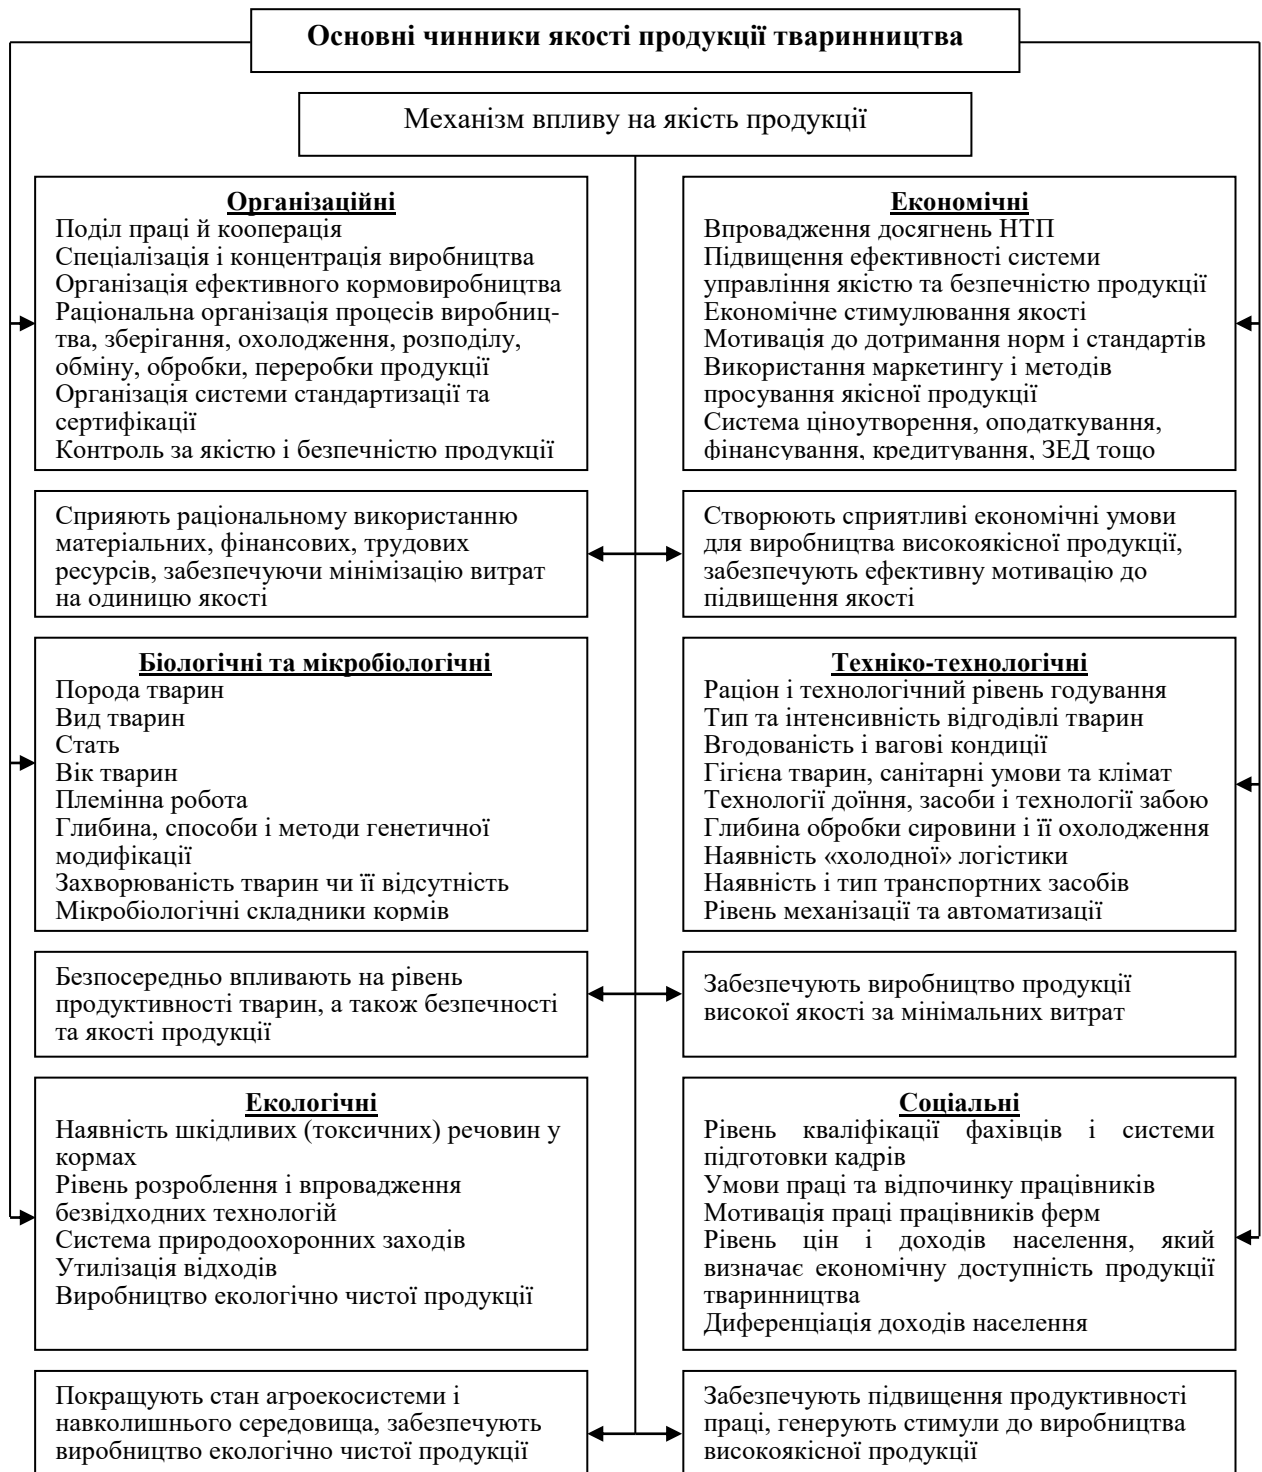 Основні чинники якості продукції тваринництва
Механізм впливу на якість продукції
Організаційні
Поділ праці й кооперація
Спеціалізація і концентрація виробництва
Організація ефективного кормовиробництва
Раціональна організація процесів виробниц-
тва, зберігання, охолодження, розподілу,
обміну, обробки, переробки продукції
Організація системи стандартизації та
сертифікації
Контроль за якістю і безпечністю продукції
Економічні
Впровадження досягнень НТП
Підвищення ефективності системи
управління якістю та безпечністю продукції
Економічне стимулювання якості
Мотивація до дотримання норм і стандартів
Використання маркетингу і методів
просування якісної продукції
Система ціноутворення, оподаткування,
фінансування, кредитування, ЗЕД тощо
Сприяють раціональному використанню
матеріальних, фінансових, трудових
ресурсів, забезпечуючи мінімізацію витрат
на одиницю якості
Створюють сприятливі економічні умови
для виробництва високоякісної продукції,
забезпечують ефективну мотивацію до
підвищення якості
Біологічні та мікробіологічні
Порода тварин
Вид тварин
Стать
Вік тварин
Племінна робота
Глибина, способи і методи генетичної
модифікації
Захворюваність тварин чи її відсутність
Мікробіологічні складники кормів
Техніко-технологічні
Раціон і технологічний рівень годування
Тип та інтенсивність відгодівлі тварин
Вгодованість і вагові кондиції
Гігієна тварин, санітарні умови та клімат
Технології доїння, засоби і технології забою
Глибина обробки сировини і її охолодження
Наявність «холодної» логістики
Наявність і тип транспортних засобів
Рівень механізації та автоматизації
Безпосередньо впливають на рівень
продуктивності тварин, а також безпечності
та якості продукції
Забезпечують виробництво продукції
високої якості за мінімальних витрат
Екологічні
Наявність шкідливих (токсичних) речовин у
кормах
Рівень розроблення і впровадження
безвідходних технологій
Система природоохоронних заходів
Утилізація відходів
Виробництво екологічно чистої продукції
Соціальні
Рівень кваліфікації фахівців і системи
підготовки кадрів
Умови праці та відпочинку працівників
Мотивація праці працівників ферм
Рівень цін і доходів населення, який
визначає економічну доступність продукції
тваринництва
Диференціація доходів населення
Покращують стан агроекосистеми і
навколишнього середовища, забезпечують
виробництво екологічно чистої продукції
Забезпечують підвищення продуктивності
праці, генерують стимули до виробництва
високоякісної продукції